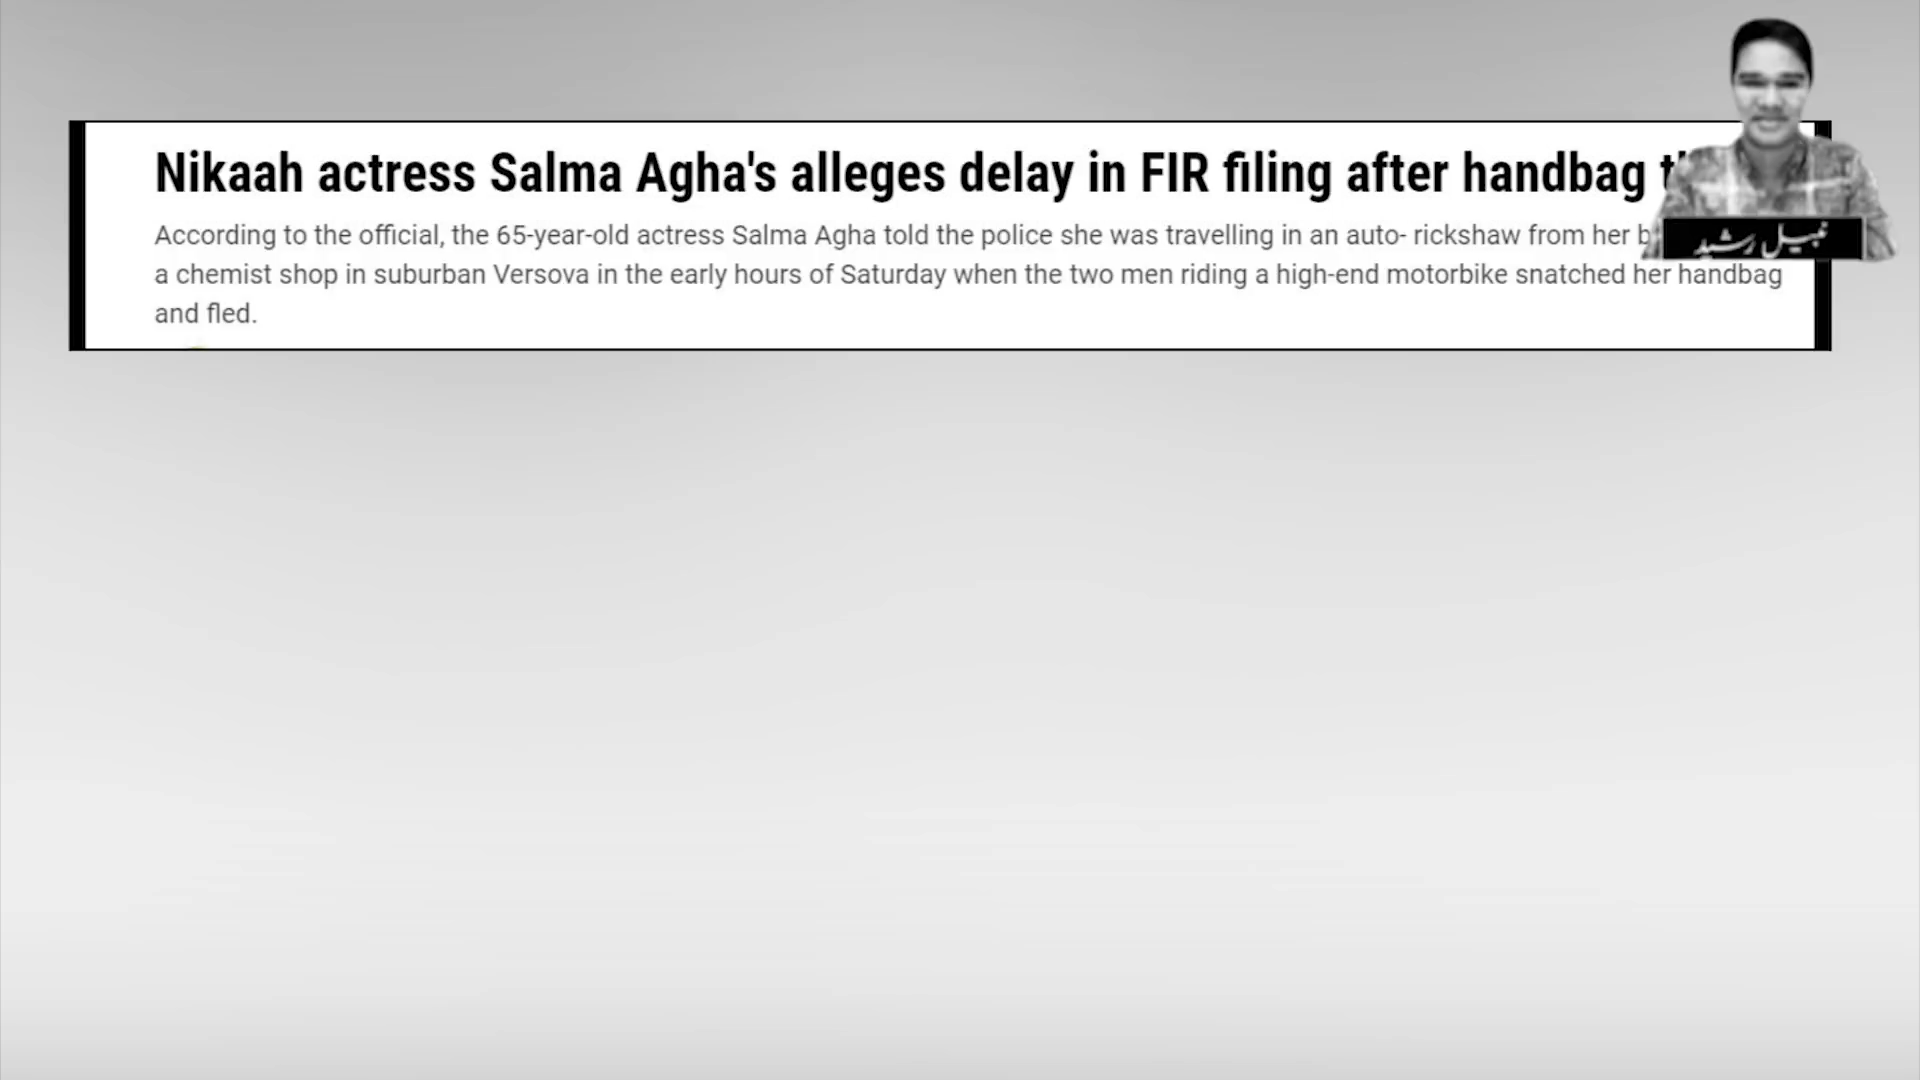 Nikaah actress Salma Agha's alleges delay in FIR filing after handbag
According to the official, the 65-year-old actress Salma Agha told the police she was travelling in an auto- rickshaw from her
a chemist shop in suburban Versova in the early hours of Saturday when the two men riding a high-end motorbike snatched her handbag
and fled.
نبیل رشید